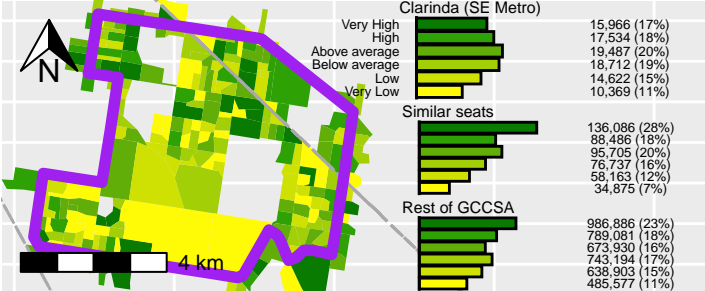 Clarinda (SE Metro)
Very High 15,966 (17%)
High 17,534 (18%)
Above average 19,487 (20%)
Below average 18,712 (19%)
Low 14,622 (15%)
Very Low 10,369 (11%)
Similar seats
136,086 (28%)
88,486 (18%)
95,705 (20%)
76,737 (16%)
58,163 (12%)
34,875 (7%)
Rest of GCCSA
986,886 (23%)
789,081 (18%)
673,930 (16%)
743,194 (17%)
638,903 (15%)
485,577 (11%)
N
4 km